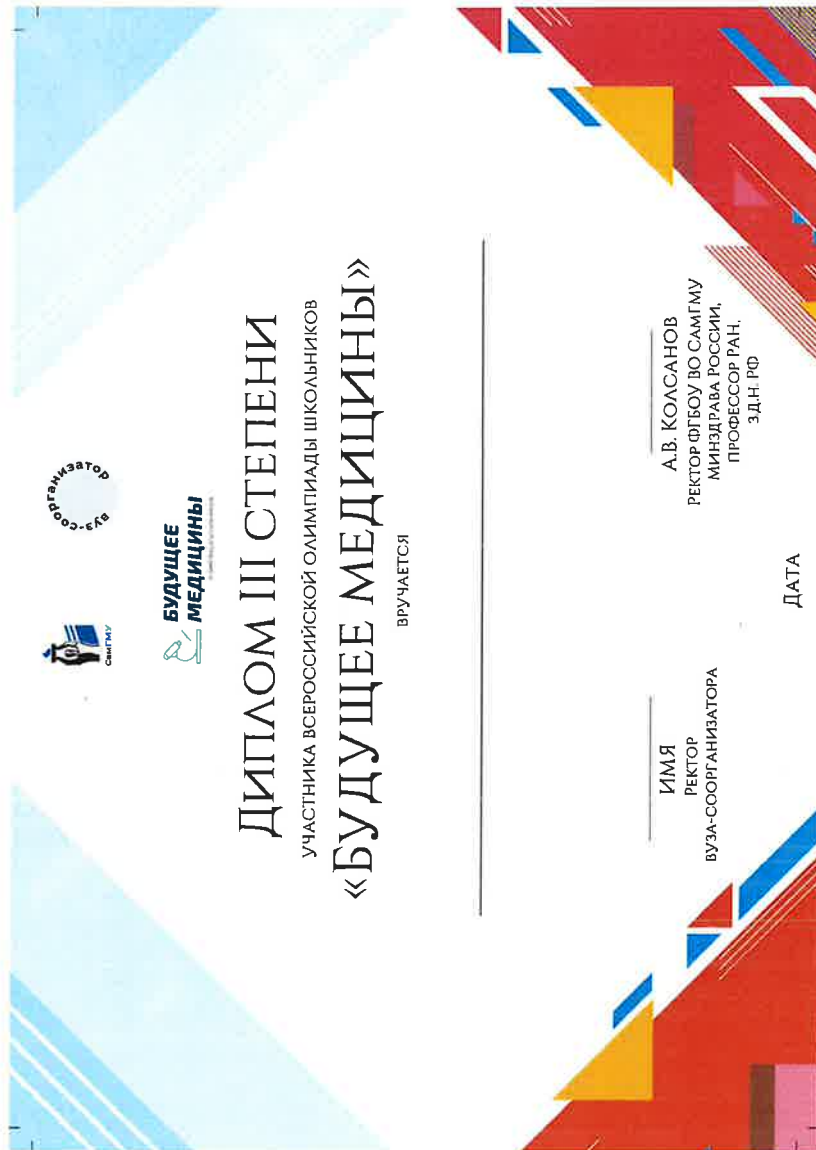 СамГМУ
вуз-соорганизатор
БУДУЩЕЕ
МЕДИЦИНЫ
ДИПЛОМ III СТЕПЕНИ
УЧАСТНИКА ВСЕРОССИЙСКОЙ ОЛИМПИАДЫ ШКОЛЬНИКОВ
«БУДУЩЕЕ МЕДИЦИНЫ»
ВРУЧАЕТСЯ
ИМЯ
РЕКТОР
ВУЗА-СООРГАНИЗАТОРА
А.В. КОЛСАНОВ
РЕКТОР ФГБОУ ВО САМГМУ
МИНЗДРАВА РОССИИ,
ПРОФЕССОР РАН,
З.Д.Н. РФ
ДАТА